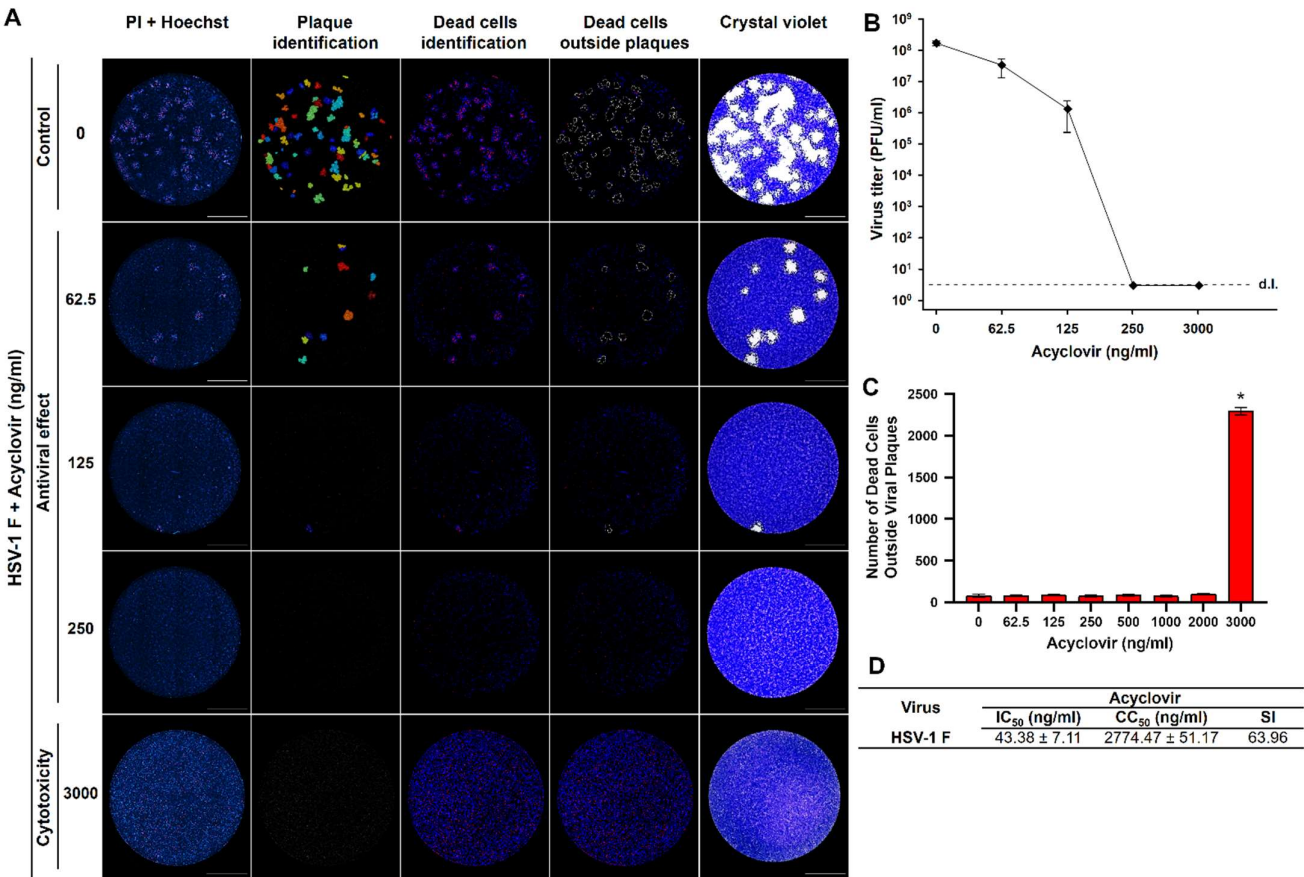 A
PI + Hoechst
Plaque
identification
Dead cells
identification
Dead cells
outside plaques
Crystal violet
HSV-1 F + Acyclovir (ng/ml)
Control
0
Antiviral effect
62.5
125
250
Cytotoxicity
3000
B
Virus titer (PFU/ml)
10⁹
10⁸
10⁷
10⁶
10⁵
10⁴
10³
10²
10¹
10⁰
d.l.
0 62.5 125 250 3000
Acyclovir (ng/ml)
C
Number of Dead Cells
Outside Viral Plaques
2500
2000
1500
1000
500
0
*
0 62.5 125 250 500 1000 2000 3000
Acyclovir (ng/ml)
D
Virus Acyclovir
IC₅₀ (ng/ml) CC₅₀ (ng/ml) SI
HSV-1 F 43.38 ± 7.11 2774.47 ± 51.17 63.96